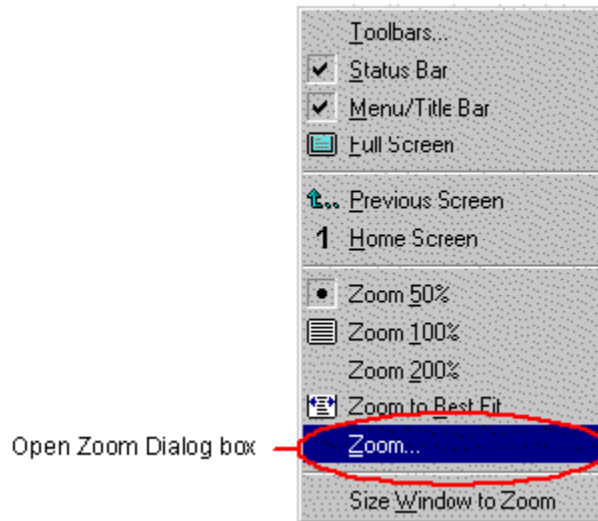 Toolbars...
Status Bar
Menu/Title Bar
Full Screen
Previous Screen
1 Home Screen
Zoom 50%
Zoom 100%
Zoom 200%
Zoom to Best Fit
Open Zoom Dialog box
Zoom...
Size Window to Zoom